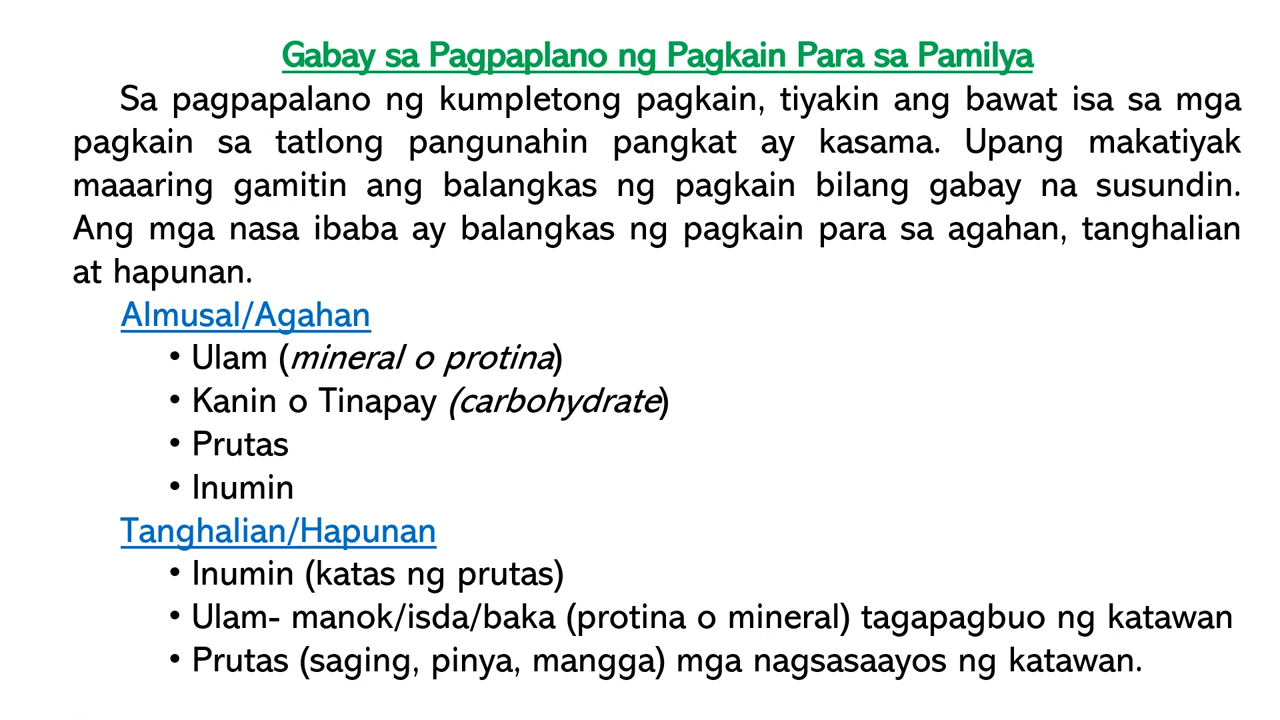 Gabay sa Pagpaplano ng Pagkain Para sa Pamilya
Sa pagpapalano ng kumpletong pagkain, tiyakin ang bawat isa sa mga
pagkain sa tatlong pangunahin pangkat ay kasama. Upang makatiyak
maaaring gamitin ang balangkas ng pagkain bilang gabay na susundin.
Ang mga nasa ibaba ay balangkas ng pagkain para sa agahan, tanghalian
at hapunan.
Almusal/Agahan
• Ulam (mineral o protina)
• Kanin o Tinapay (carbohydrate)
• Prutas
• Inumin
Tanghalian/Hapunan
• Inumin (katas ng prutas)
• Ulam- manok/isda/baka (protina o mineral) tagapagbuo ng katawan
• Prutas (saging, pinya, mangga) mga nagsasaayos ng katawan.